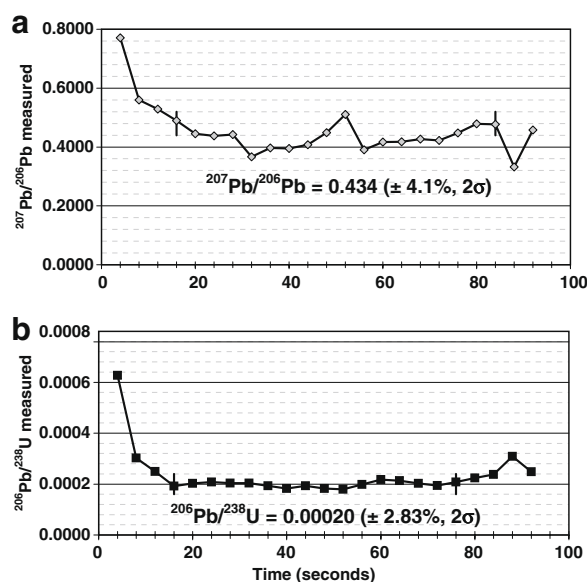 a
0.8000
0.6000
0.4000
0.2000
0.0000
²⁰⁷Pb/²⁰⁶Pb measured
²⁰⁷Pb/²⁰⁶Pb = 0.434 (± 4.1%, 2σ)
0 20 40 60 80 100
b
0.0008
0.0006
0.0004
0.0002
0.0000
²⁰⁶Pb/²³⁸U measured
²⁰⁶Pb/²³⁸U = 0.00020 (± 2.83%, 2σ)
0 20 40 60 80 100
Time (seconds)